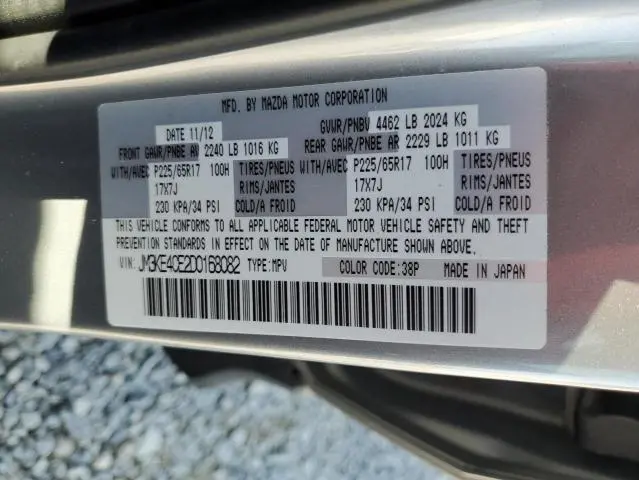 MFD. BY MAZDA MOTOR CORPORATION
DATE 11/12 GVWR/PNBV 4462 LB 2024 KG
FRONT GAWR/PNBE AV 2240 LB 1016 KG REAR GAWR/PNBE AR 2229 LB 1011 KG
WITH/AVEC P225/65R17 100H TIRES/PNEUS WITH/AVEC P225/65R17 100H TIRES/PNEUS
17X7J RIMS/JANTES 17X7J RIMS/JANTES
230 KPA/34 PSI COLD/A FROID 230 KPA/34 PSI COLD/A FROID
THIS VEHICLE CONFORMS TO ALL APPLICABLE FEDERAL MOTOR VEHICLE SAFETY AND THEFT
PREVENTION STANDARDS IN EFFECT ON THE DATE OF MANUFACTURE SHOWN ABOVE.
VIN: JM3KE4CE2D0168082 TYPE:MPV COLOR CODE:38P MADE IN JAPAN